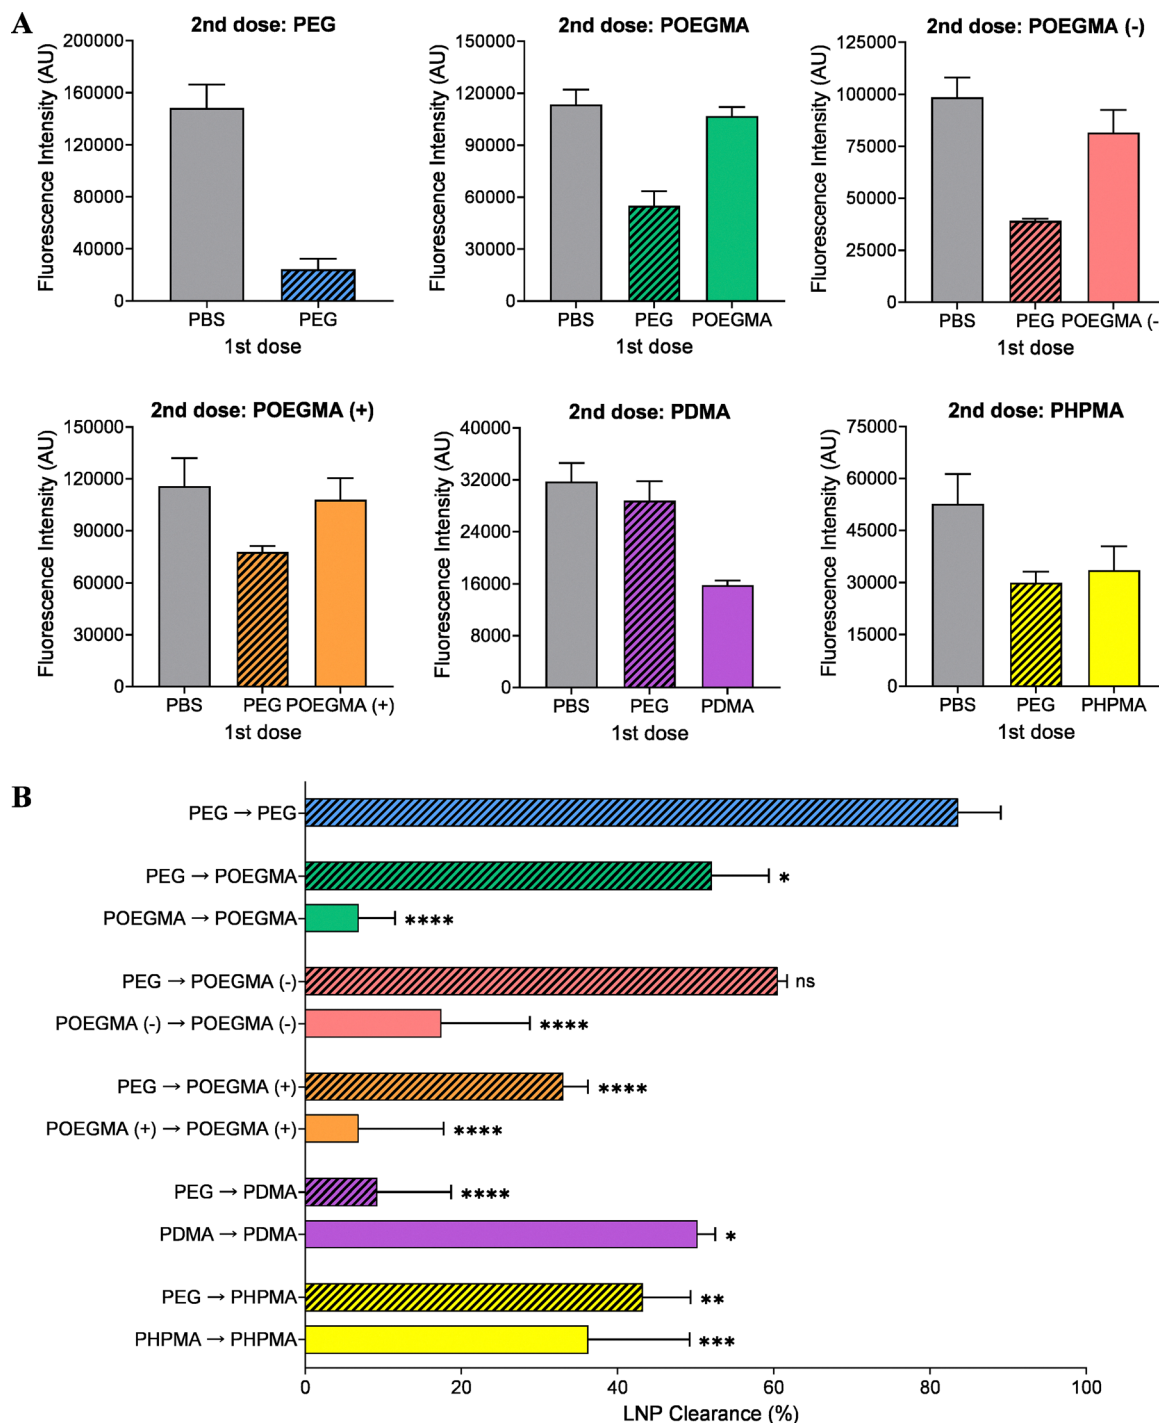 A
2nd dose: PEG
Fluorescence Intensity (AU)
200000
160000
120000
80000
40000
0
PBS PEG
1st dose
2nd dose: POEGMA
Fluorescence Intensity (AU)
150000
120000
90000
60000
30000
0
PBS PEG POEGMA
1st dose
2nd dose: POEGMA (-)
Fluorescence Intensity (AU)
125000
100000
75000
50000
25000
0
PBS PEG POEGMA (-
1st dose
2nd dose: POEGMA (+)
Fluorescence Intensity (AU)
150000
120000
90000
60000
30000
0
PBS PEG POEGMA (+)
1st dose
2nd dose: PDMA
Fluorescence Intensity (AU)
40000
32000
24000
16000
8000
0
PBS PEG PDMA
1st dose
2nd dose: PHPMA
Fluorescence Intensity (AU)
75000
60000
45000
30000
15000
0
PBS PEG PHPMA
1st dose
B
PEG → PEG
PEG → POEGMA *
POEGMA → POEGMA ****
PEG → POEGMA (-) ns
POEGMA (-) → POEGMA (-) ****
PEG → POEGMA (+) ****
POEGMA (+) → POEGMA (+) ****
PEG → PDMA ****
PDMA → PDMA *
PEG → PHPMA **
PHPMA → PHPMA ***
0 20 40 60 80 100
LNP Clearance (%)